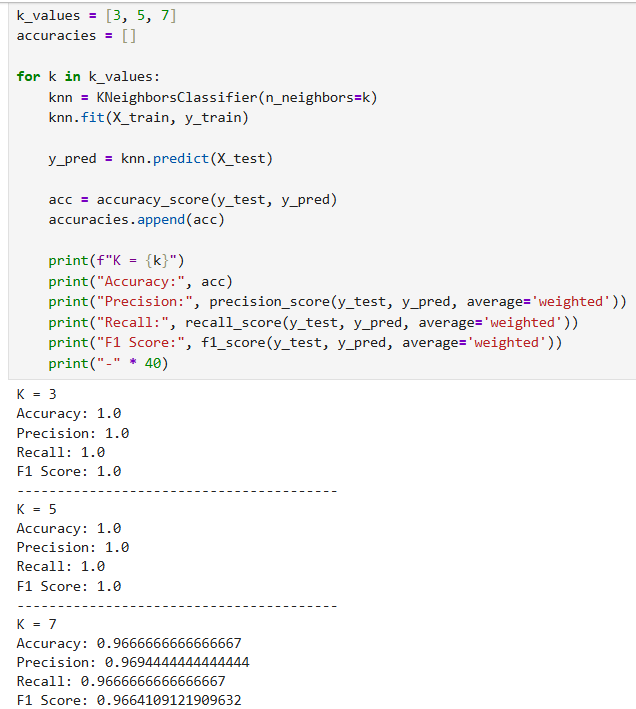 k_values = [3, 5, 7]
accuracies = []
for k in k_values:
    knn = KNeighborsClassifier(n_neighbors=k)
    knn.fit(X_train, y_train)
    y_pred = knn.predict(X_test)
    acc = accuracy_score(y_test, y_pred)
    accuracies.append(acc)
    print(f"K = {k}")
    print("Accuracy:", acc)
    print("Precision:", precision_score(y_test, y_pred, average='weighted'))
    print("Recall:", recall_score(y_test, y_pred, average='weighted'))
    print("F1 Score:", f1_score(y_test, y_pred, average='weighted'))
    print("-" * 40)
K = 3
Accuracy: 1.0
Precision: 1.0
Recall: 1.0
F1 Score: 1.0
----------------------------------------
K = 5
Accuracy: 1.0
Precision: 1.0
Recall: 1.0
F1 Score: 1.0
----------------------------------------
K = 7
Accuracy: 0.9666666666666667
Precision: 0.9694444444444444
Recall: 0.9666666666666667
F1 Score: 0.9664109121909632